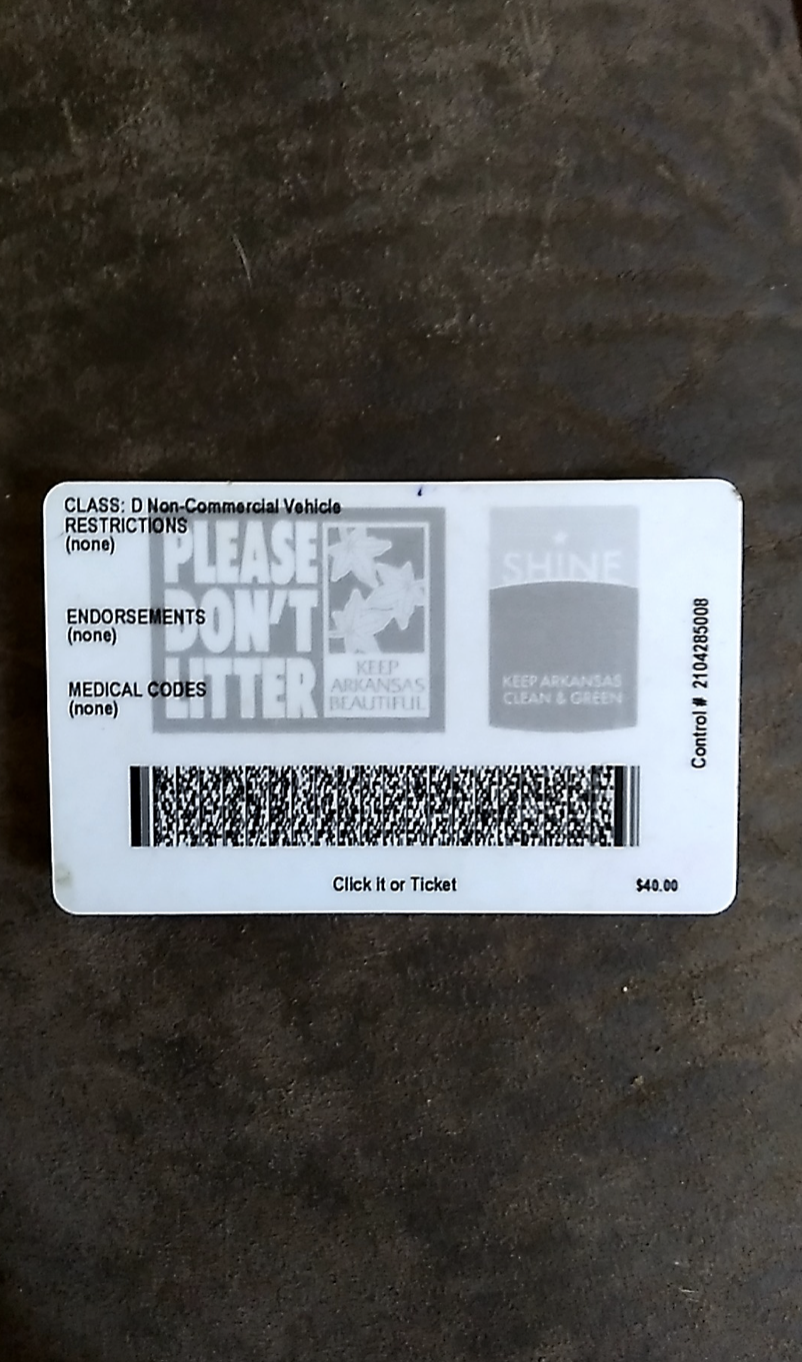 CLASS: D Non-Commercial Vehicle
RESTRICTIONS
(none)
ENDORSEMENTS
(none)
MEDICAL CODES
(none)
PLEASE
DON'T
LITTER
KEEP
ARKANSAS
BEAUTIFUL
SHINE
KEEP ARKANSAS
CLEAN & GREEN
Control # 2104285008
Click it or Ticket
$40.00